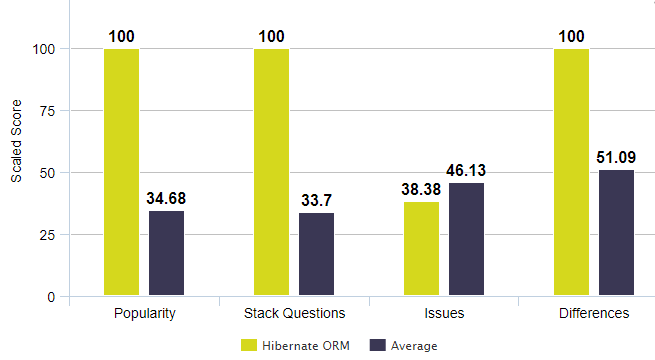 100 100 100
100
75
51.09
50
46.13
38.38
34.68 33.7
25
0
Scaled Score
Popularity Stack Questions Issues Differences
Hibernate ORM Average